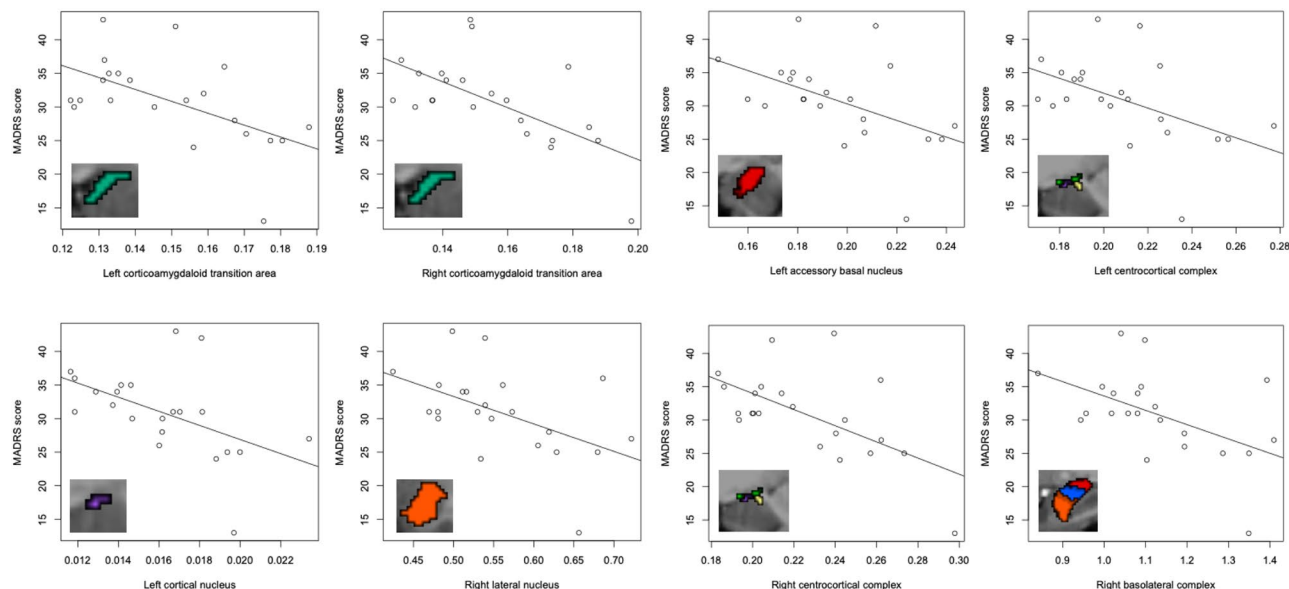 MADRS score
40
35
30
25
20
15
0.12 0.13 0.14 0.15 0.16 0.17 0.18 0.19
Left corticoamygdaloid transition area
MADRS score
40
35
30
25
20
15
0.14 0.16 0.18 0.20
Right corticoamygdaloid transition area
MADRS score
40
35
30
25
20
15
0.16 0.18 0.20 0.22 0.24
Left accessory basal nucleus
MADRS score
40
35
30
25
20
15
0.18 0.20 0.22 0.24 0.26 0.28
Left centrocortical complex
MADRS score
40
35
30
25
20
15
0.012 0.014 0.016 0.018 0.020 0.022
Left cortical nucleus
MADRS score
40
35
30
25
20
15
0.45 0.50 0.55 0.60 0.65 0.70
Right lateral nucleus
MADRS score
40
35
30
25
20
15
0.18 0.20 0.22 0.24 0.26 0.28 0.30
Right centrocortical complex
MADRS score
40
35
30
25
20
15
0.9 1.0 1.1 1.2 1.3 1.4
Right basolateral complex